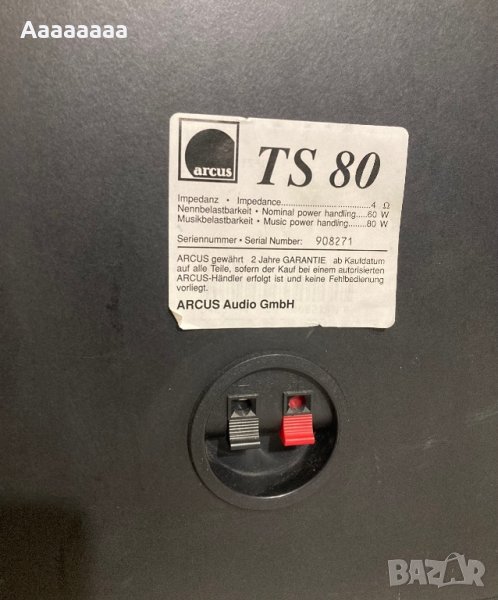 Aaaaaaaa
arcus
TS 80
Impedanz • Impedance..............................4 Ω
Nennbelastbarkeit • Nominal power handling.....60 W
Musikbelastbarkeit • Music power handling......80 W
Seriennummer • Serial Number: 908271
ARCUS gewährt 2 Jahre GARANTIE ab Kaufdatum
auf alle Teile, sofern der Kauf bei einem autorisierten
ARCUS-Händler erfolgt ist und keine Fehlbedienung
vorliegt.
ARCUS Audio GmbH
BAZAR